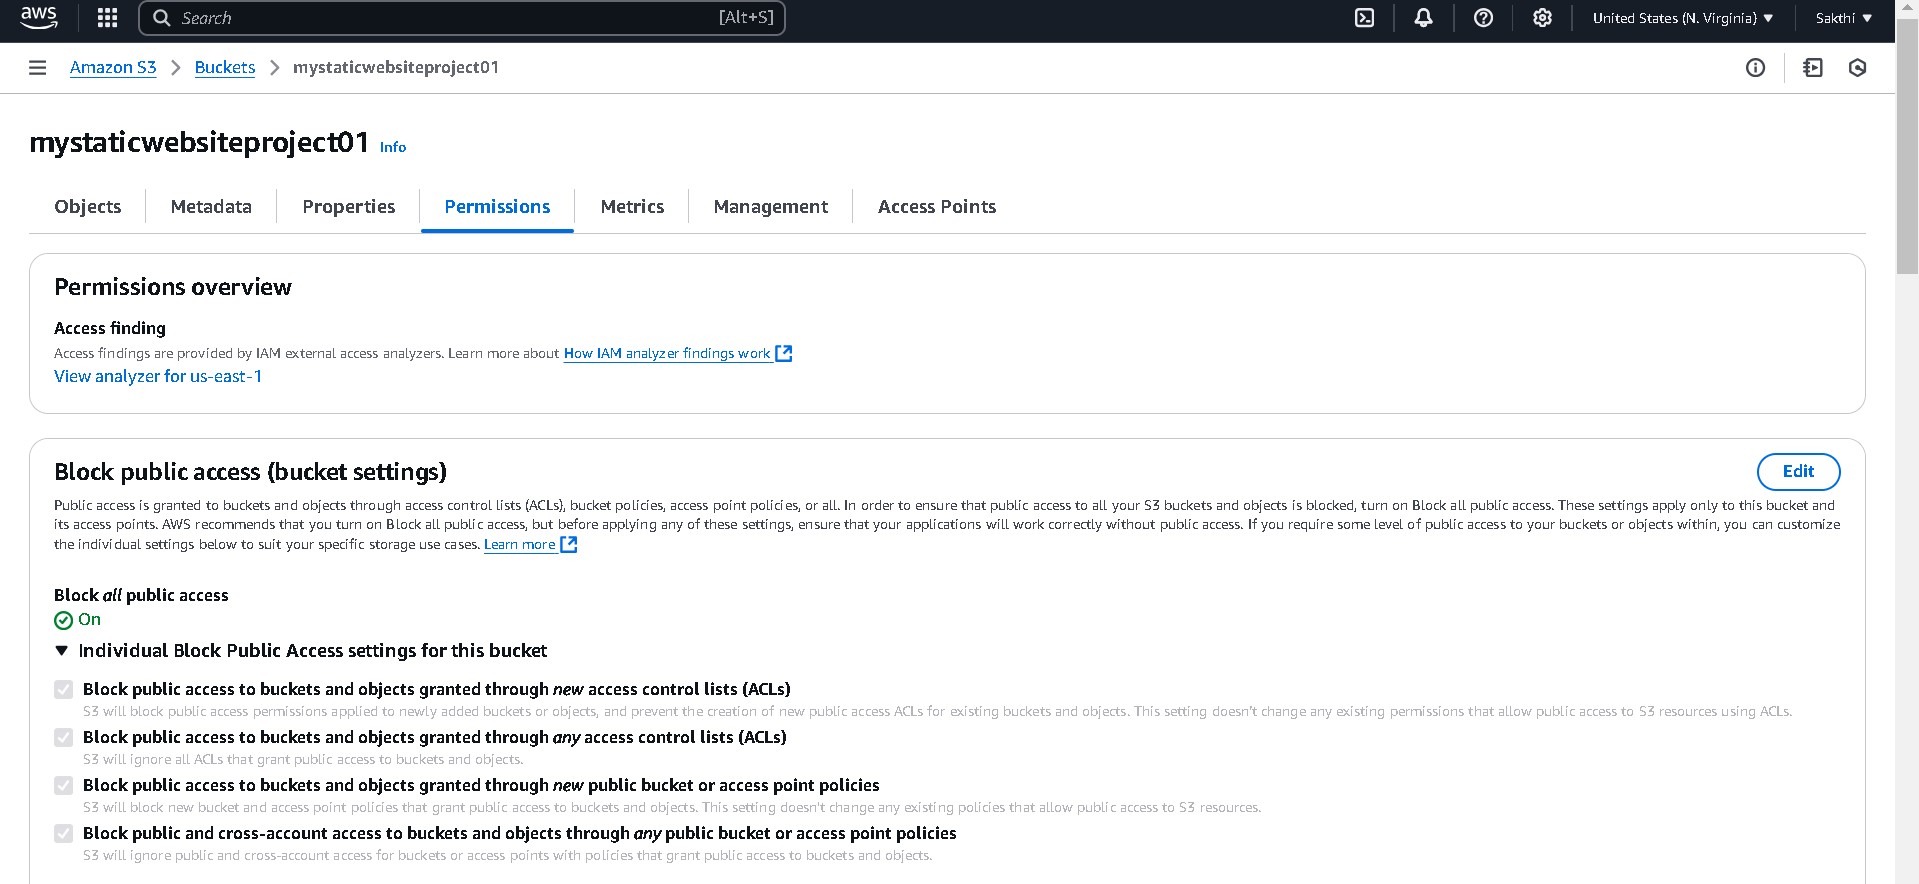 aws
Search [Alt+S]
United States (N. Virginia) ▼
Sakthi ▼
Amazon S3 > Buckets > mystaticwebsiteproject01
mystaticwebsiteproject01 Info
Objects
Metadata
Properties
Permissions
Metrics
Management
Access Points
Permissions overview
Access finding
Access findings are provided by IAM external access analyzers. Learn more about How IAM analyzer findings work
View analyzer for us-east-1
Block public access (bucket settings)
Edit
Public access is granted to buckets and objects through access control lists (ACLs), bucket policies, access point policies, or all. In order to ensure that public access to all your S3 buckets and objects is blocked, turn on Block all public access. These settings apply only to this bucket and
its access points. AWS recommends that you turn on Block all public access, but before applying any of these settings, ensure that your applications will work correctly without public access. If you require some level of public access to your buckets or objects within, you can customize
the individual settings below to suit your specific storage use cases. Learn more
Block all public access
On
▼ Individual Block Public Access settings for this bucket
Block public access to buckets and objects granted through new access control lists (ACLs)
S3 will block public access permissions applied to newly added buckets or objects, and prevent the creation of new public access ACLs for existing buckets and objects. This setting doesn't change any existing permissions that allow public access to S3 resources using ACLs.
Block public access to buckets and objects granted through any access control lists (ACLs)
S3 will ignore all ACLs that grant public access to buckets and objects.
Block public access to buckets and objects granted through new public bucket or access point policies
S3 will block new bucket and access point policies that grant public access to buckets and objects. This setting doesn't change any existing policies that allow public access to S3 resources.
Block public and cross-account access to buckets and objects through any public bucket or access point policies
S3 will ignore public and cross-account access for buckets or access points with policies that grant public access to buckets and objects.